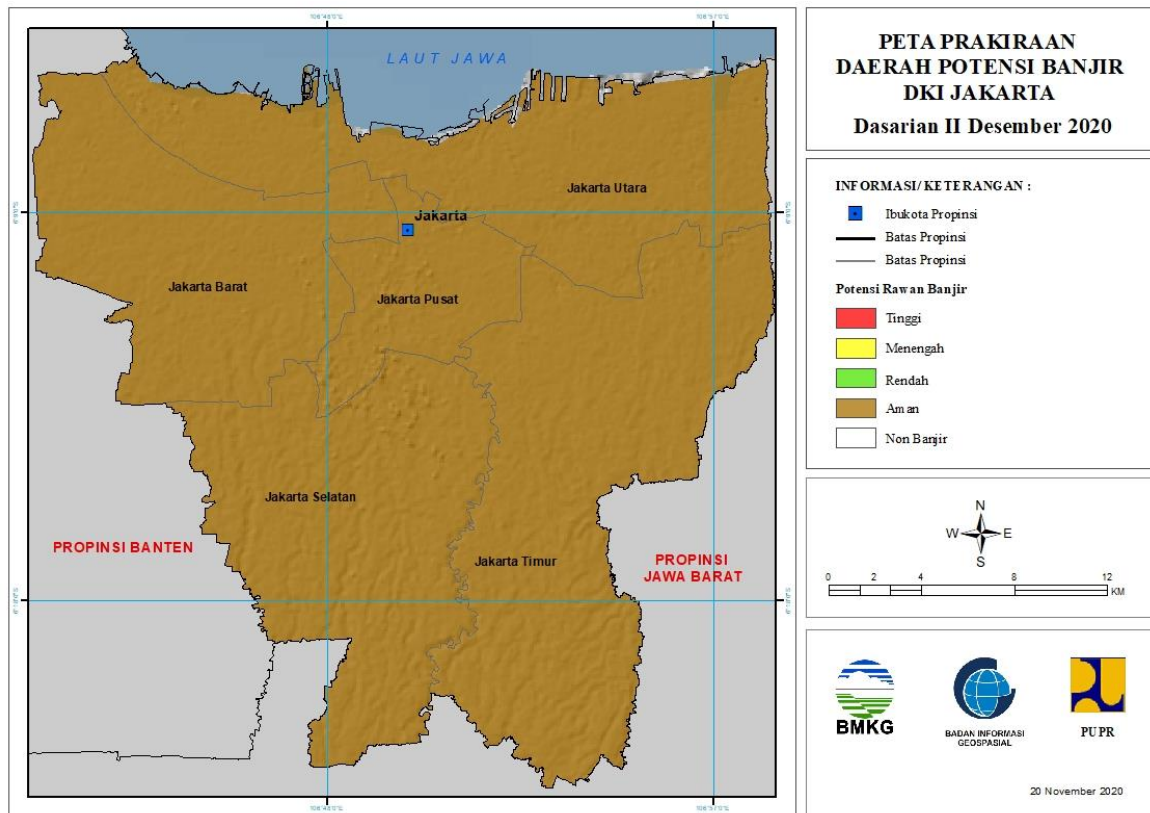 PETA PRAKIRAAN
DAERAH POTENSI BANJIR
DKI JAKARTA
Dasarian II Desember 2020
INFORMASI/KETERANGAN :
Ibukota Propinsi
Batas Propinsi
Batas Propinsi
Potensi Rawan Banjir
Tinggi
Menengah
Rendah
Aman
Non Banjir
N
W E
S
0 2 4 8 12
KM
BMKG
BADAN INFORMASI
GEOSPASIAL
PUPR
20 November 2020
LAUT JAWA
Jakarta Utara
Jakarta
Jakarta Barat
Jakarta Pusat
Jakarta Selatan
Jakarta Timur
PROPINSI BANTEN
PROPINSI
JAWA BARAT